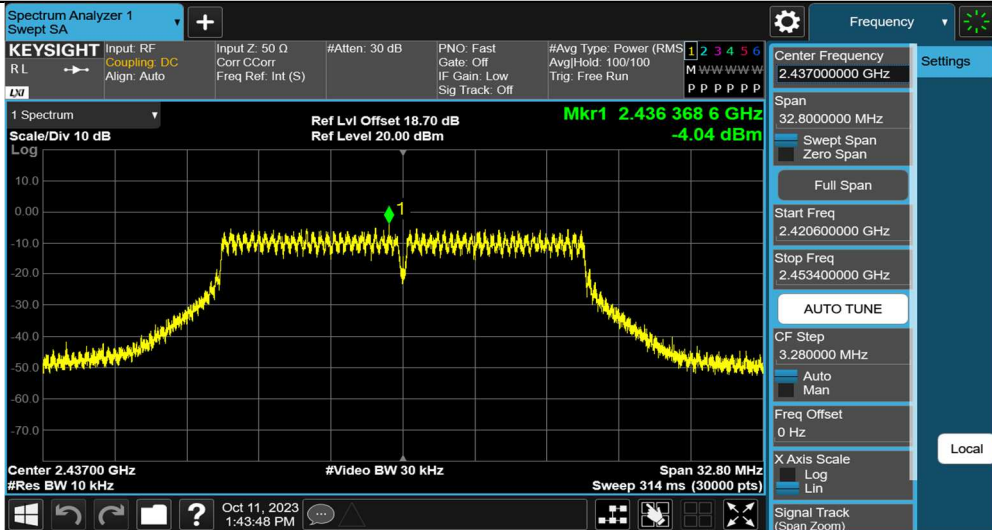 Spectrum Analyzer 1
Swept SA
+
Frequency
KEYSIGHT
RL
LXI
Input: RF
Coupling: DC
Align: Auto
Input Z: 50 Ω
Corr CCorr
Freq Ref: Int (S)
#Atten: 30 dB
PNO: Fast
Gate: Off
IF Gain: Low
Sig Track: Off
#Avg Type: Power (RMS
Avg|Hold: 100/100
Trig: Free Run
1 2 3 4 5 6
M W W W W W
P P P P P P
1 Spectrum
Scale/Div 10 dB
Log
Ref Lvl Offset 18.70 dB
Ref Level 20.00 dBm
Mkr1 2.436 368 6 GHz
-4.04 dBm
10.0
0.00
-10.0
-20.0
-30.0
-40.0
-50.0
-60.0
-70.0
1
Center 2.43700 GHz
#Res BW 10 kHz
#Video BW 30 kHz
Span 32.80 MHz
Sweep 314 ms (30000 pts)
Center Frequency
2.437000000 GHz
Span
32.8000000 MHz
Swept Span
Zero Span
Full Span
Start Freq
2.420600000 GHz
Stop Freq
2.453400000 GHz
AUTO TUNE
CF Step
3.280000 MHz
Auto
Man
Freq Offset
0 Hz
X Axis Scale
Log
Lin
Signal Track
(Span Zoom)
Settings
Local
?
Oct 11, 2023
1:43:48 PM